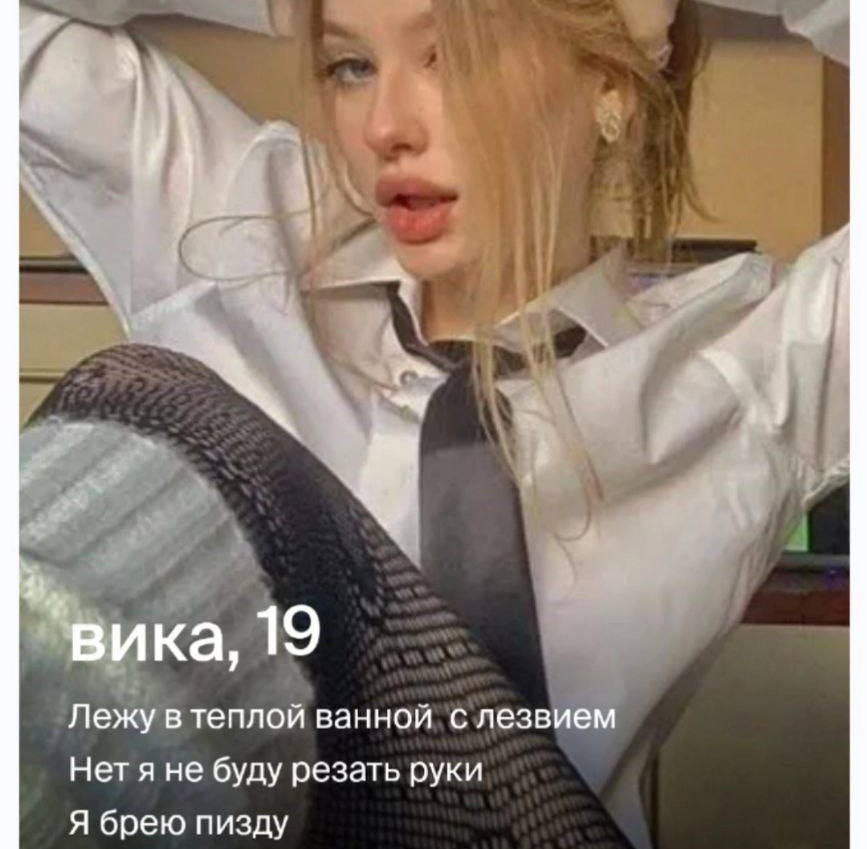 вика, 19
Лежу в теплой ванной с лезвием
Нет я не буду резать руки
Я брею пизду